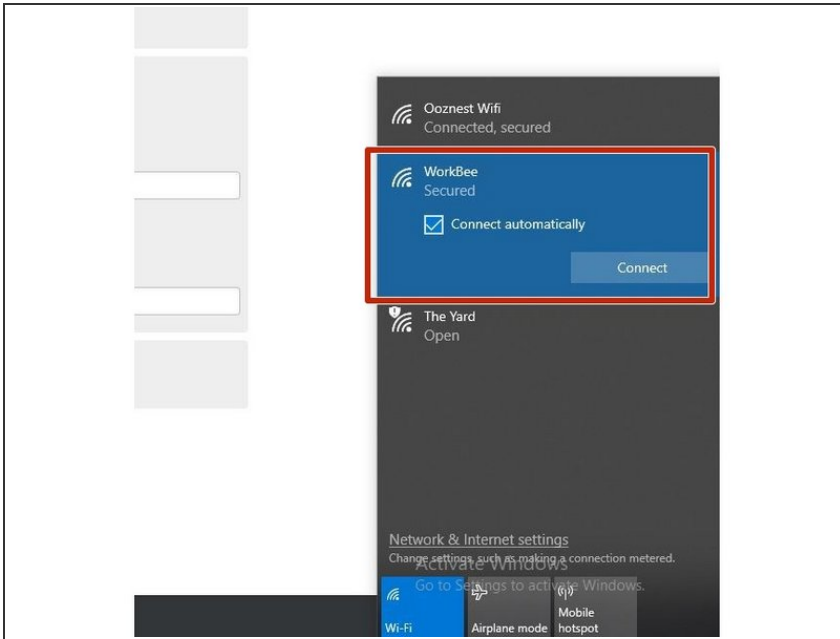 Ooznest Wifi
Connected, secured
WorkBee
Secured
Connect automatically
Connect
The Yard
Open
Network & Internet settings
Change settings, such as making a connection metered.
Activate Windows
Go to Settings to activate Windows.
Wi-Fi
Airplane mode
Mobile
hotspot